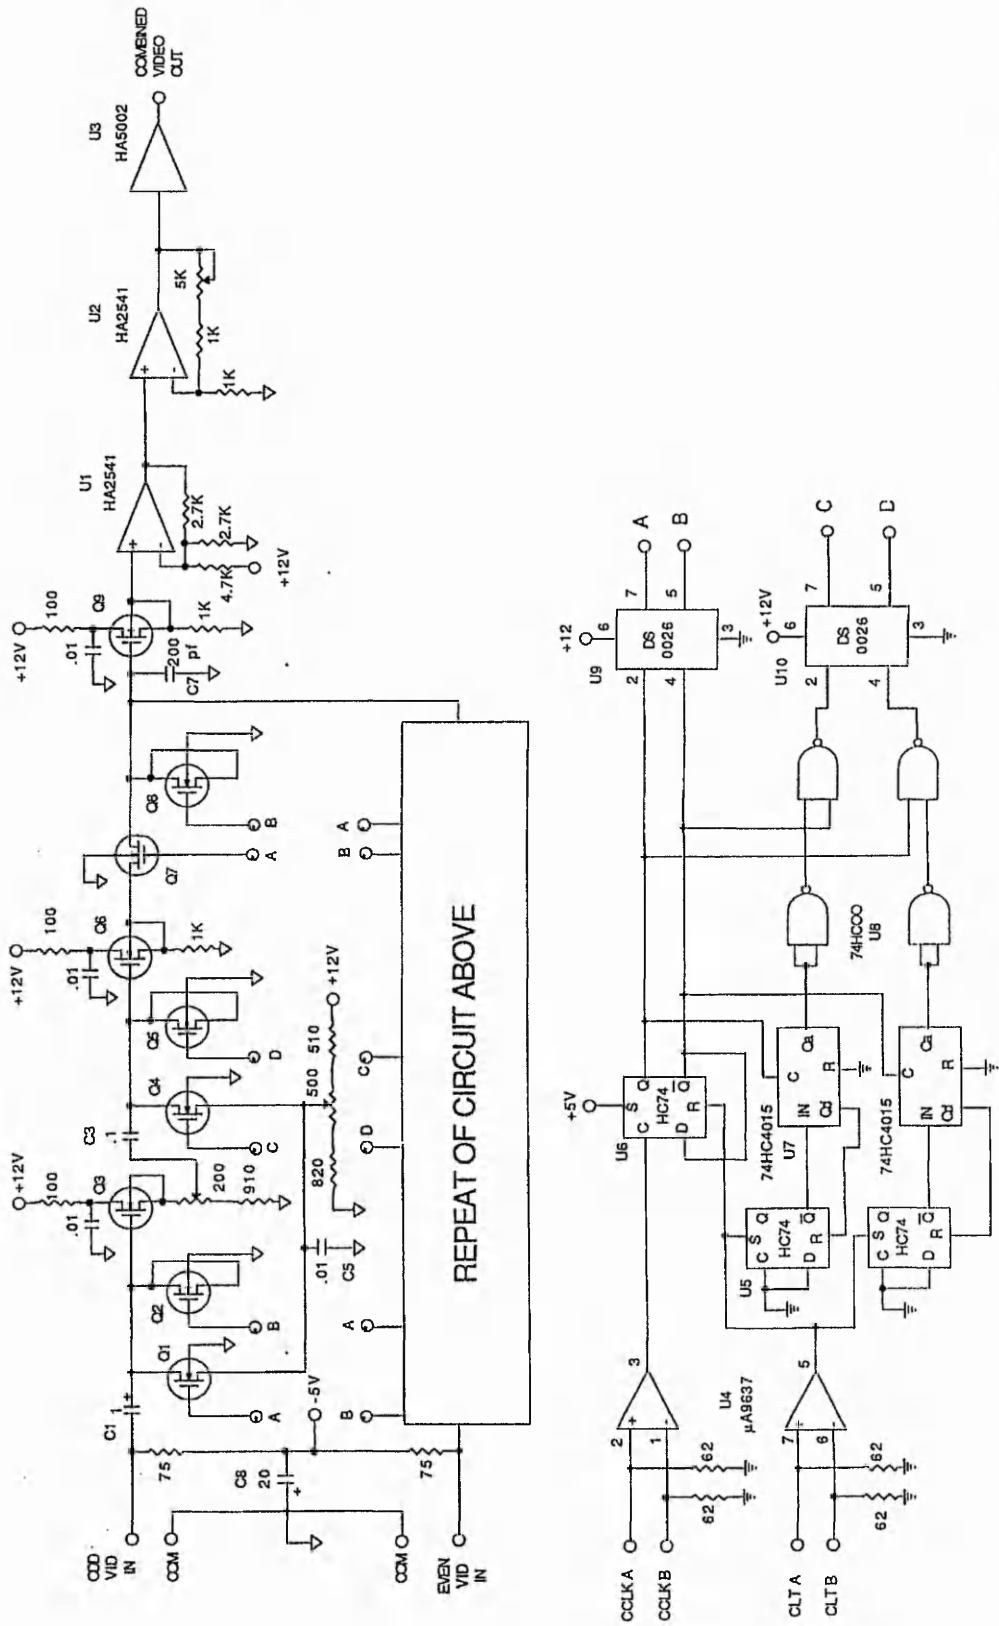 COMBINED
VIDEO
OUT
U3
HA5002
U2
HA2541
5K
1K
1K
U1
HA2541
2.7K
2.7K
4.7K
+12V
+12V
100
.01
Q9
1K
200
pf
C7
Q8
B
Q7
A
+12V
100
.01
Q6
1K
Q5
D
Q4
C
C3
.1
+12V
510
500
820
+12V
100
.01
Q3
200
910
.01
C5
Q2
B
Q1
A
C1
1
+
75
-5V
C8
20
+
75
ODD
VID
IN
COM
COM
EVEN
VID
IN
A
B
C
D
A
B
REPEAT OF CIRCUIT ABOVE
CCLK A
CCLK B
2
1
+
-
3
62
62
U4
µA9637
CLT A
CLT B
7
6
+
-
5
62
62
+5V
U6
S
C
Q
HC74
D
Q
R
U5
S
C
Q
HC74
D
Q
R
S
C
Q
HC74
D
Q
R
74HC4015
U7
C
Qa
IN
R
Qd
74HC4015
C
Qa
IN
R
Qd
74HC00
U8
+12
U9
6
2
4
DS
0026
7
5
3
A
B
+12V
U10
6
2
4
DS
0026
7
5
3
C
D